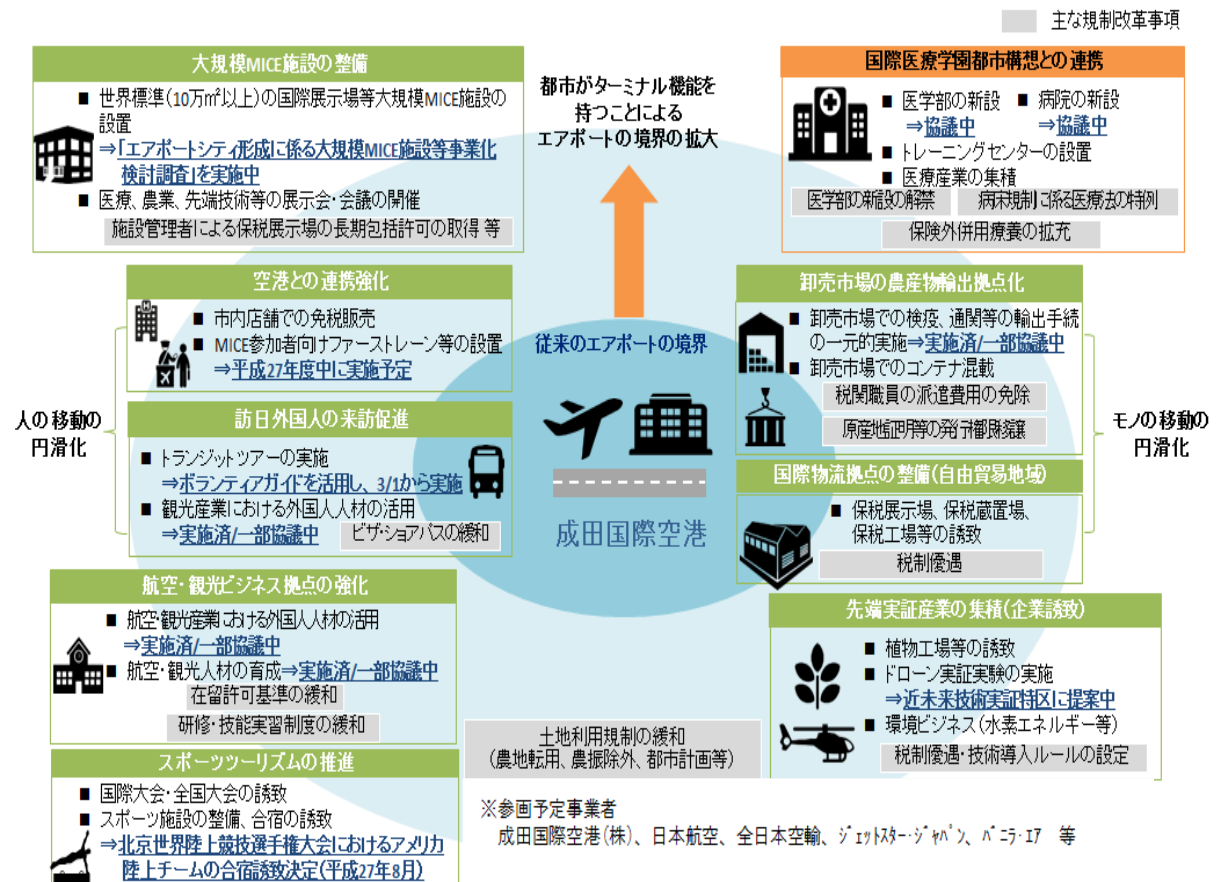 主な規制改革事項
大規模MICE施設の整備
■ 世界標準(10万㎡以上)の国際展示場等大規模MICE施設の
設置
⇒「エアポートシティ形成に係る大規模MICE施設等事業化
検討調査」を実施中
■ 医療、農業、先端技術等の展示会・会議の開催
施設管理者による保税展示場の長期包括許可の取得 等
都市がターミナル機能を
持つことによる
エアポートの境界の拡大
国際医療学園都市構想との連携
■ 医学部の新設 ■ 病院の新設
⇒協議中 ⇒協議中
■ トレーニングセンターの設置
■ 医療産業の集積
医学部の新設の解禁 病床規制に係る医療法の特例
保険外併用療養の拡充
空港との連携強化
■ 市内店舗での免税販売
■ MICE参加者向けファーストレーン等の設置
⇒平成27年度中に実施予定
人の移動の
円滑化
訪日外国人の来訪促進
■ トランジットツアーの実施
⇒ボランティアガイドを活用し、3/1から実施
■ 観光産業における外国人人材の活用
⇒実施済/一部協議中 ビザ・ショアパスの緩和
従来のエアポートの境界
成田国際空港
卸売市場の農産物輸出拠点化
■ 卸売市場での検疫、通関等の輸出手続
の一元的実施⇒実施済/一部協議中
■ 卸売市場でのコンテナ混載
税関職員の派遣費用の免除
原産地証明等の発行権限移譲
モノの移動の
円滑化
国際物流拠点の整備(自由貿易地域)
■ 保税展示場、保税蔵置場、
保税工場等の誘致
税制優遇
航空・観光ビジネス拠点の強化
■ 航空・観光産業における外国人人材の活用
⇒実施済/一部協議中
■ 航空・観光人材の育成⇒実施済/一部協議中
在留許可基準の緩和
研修・技能実習制度の緩和
先端実証産業の集積(企業誘致)
■ 植物工場等の誘致
■ ドローン実証実験の実施
⇒近未来技術実証特区に提案中
■ 環境ビジネス(水素エネルギー等)
税制優遇・技術導入ルールの設定
土地利用規制の緩和
(農地転用、農振除外、都市計画等)
スポーツツーリズムの推進
■ 国際大会・全国大会の誘致
■ スポーツ施設の整備、合宿の誘致
⇒北京世界陸上競技選手権大会におけるアメリカ
陸上チームの合宿誘致決定(平成27年8月)
※参画予定事業者
成田国際空港(株)、日本航空、全日本空輸、ｼﾞｪｯﾄｽﾀｰ・ｼﾞｬﾊﾟﾝ、ﾊﾞﾆﾗ・ｴｱ 等